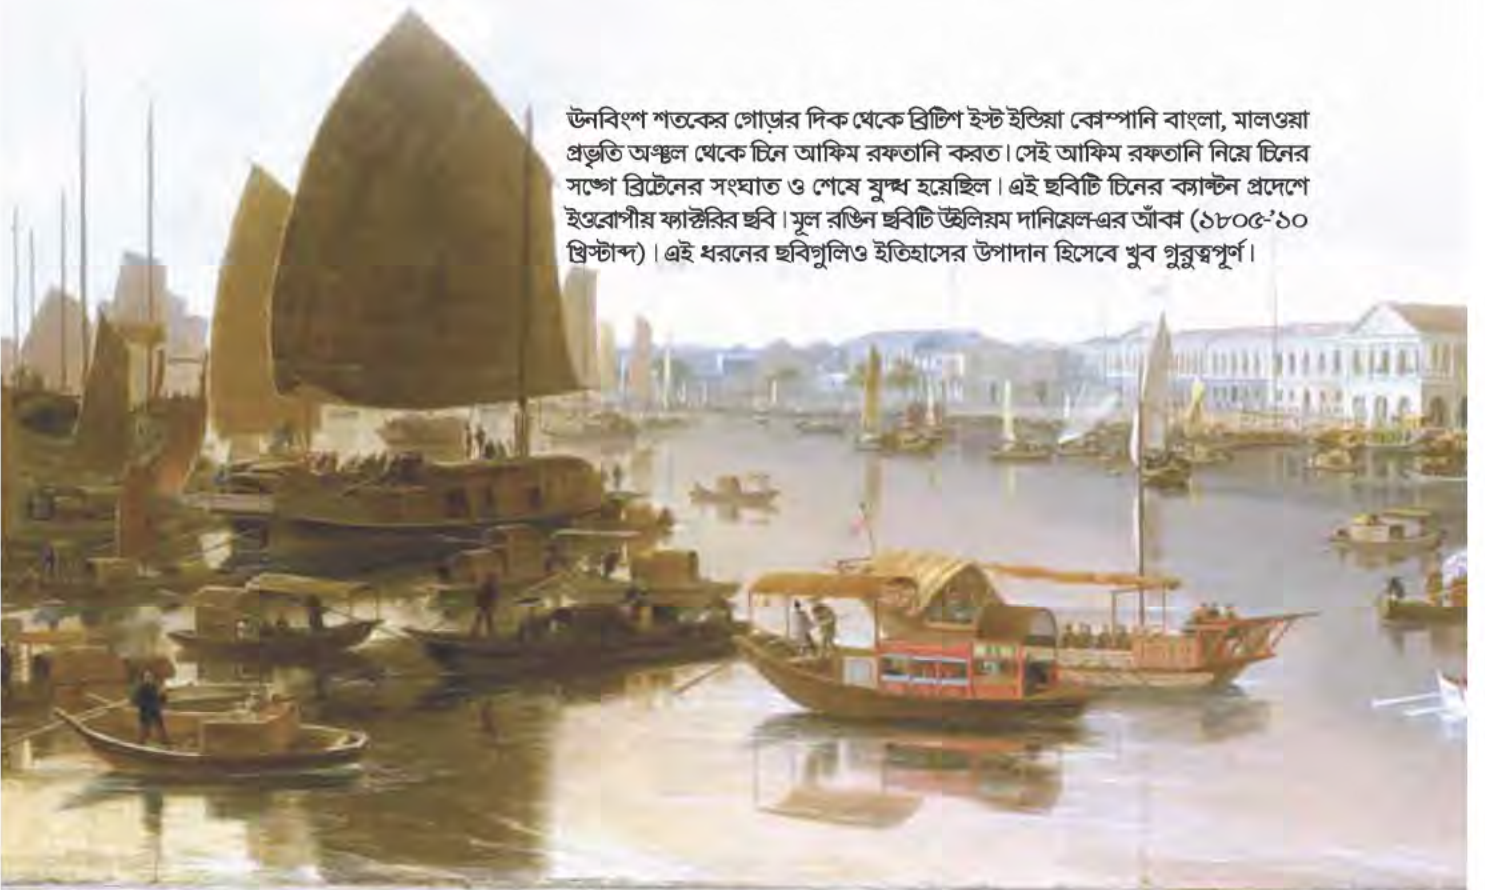 ঊনবিংশ শতকের গোড়ার দিক থেকে ব্রিটিশ ইস্ট ইন্ডিয়া কোম্পানি বাংলা, মালওয়া
প্রভৃতি অঞ্চল থেকে চিনে আফিম রফতানি করত। সেই আফিম রফতানি নিয়ে চিনের
সঙ্গে ব্রিটেনের সংঘাত ও শেষে যুদ্ধ হয়েছিল। এই ছবিটি চিনের ক্যান্টন প্রদেশে
ইওরোপীয় ফ্যাক্টরির ছবি। মূল রঙিন ছবিটি উইলিয়ম দানিয়েল-এর আঁকা (১৮০৫-’১০
খ্রিস্টাব্দ)। এই ধরনের ছবিগুলিও ইতিহাসের উপাদান হিসেবে খুব গুরুত্বপূর্ণ।